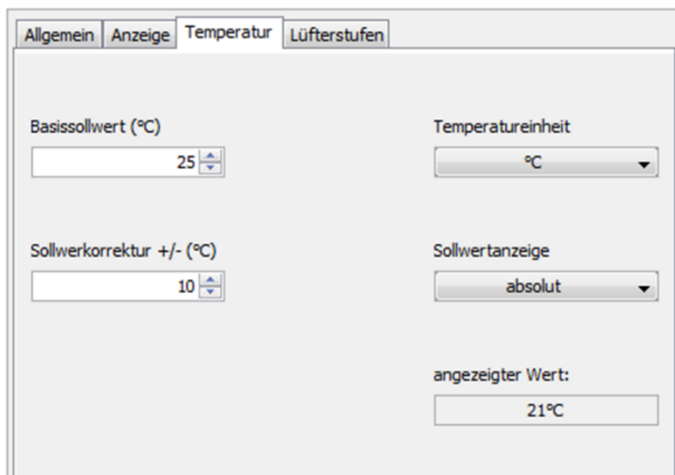 Allgemein Anzeige Temperatur Lüfterstufen
Basissollwert (°C)
25
Temperatureinheit
°C
Sollwerkorrektur +/- (°C)
10
Sollwertanzeige
absolut
angezeigter Wert:
21°C